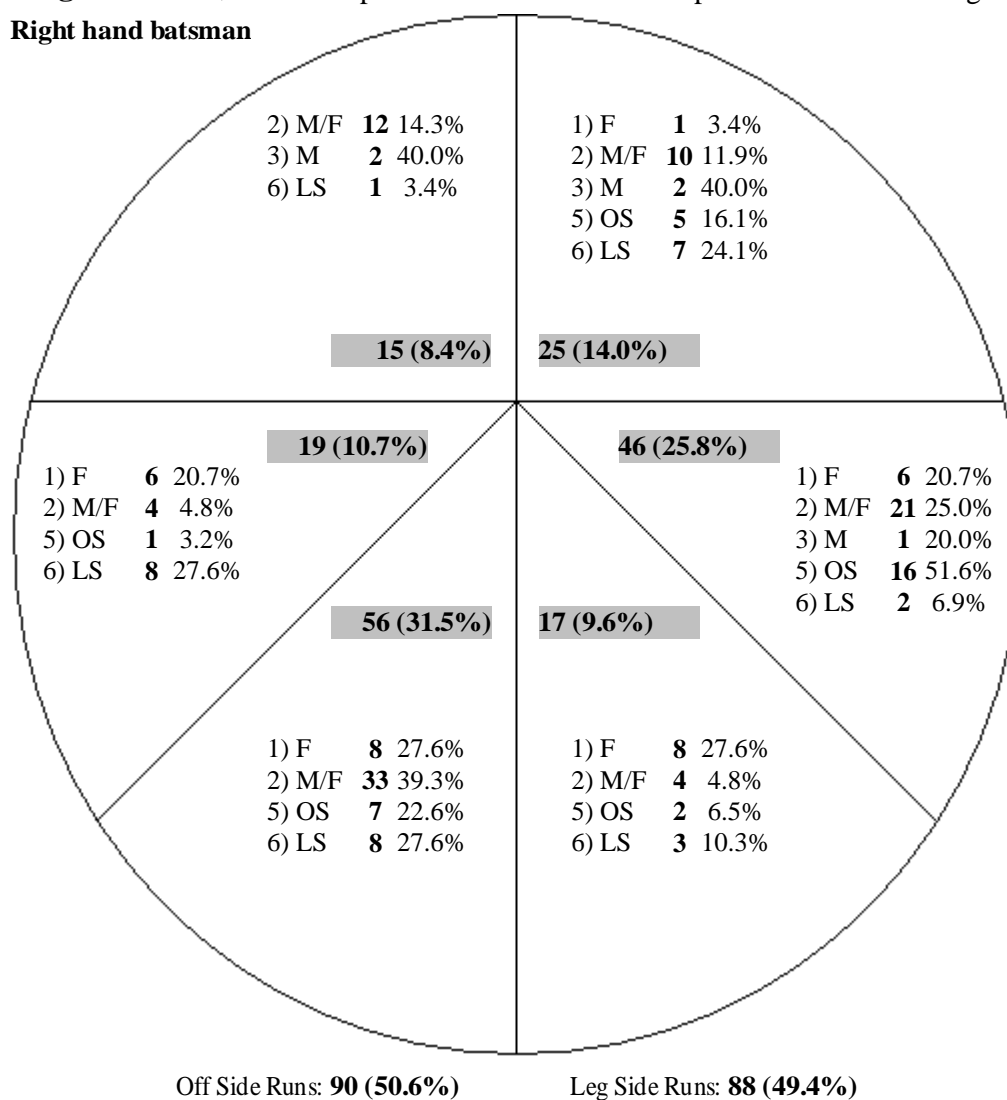 Right hand batsman
2) M/F 12 14.3%
3) M 2 40.0%
6) LS 1 3.4%
1) F 1 3.4%
2) M/F 10 11.9%
3) M 2 40.0%
5) OS 5 16.1%
6) LS 7 24.1%
15 (8.4%)
25 (14.0%)
19 (10.7%)
46 (25.8%)
1) F 6 20.7%
2) M/F 4 4.8%
5) OS 1 3.2%
6) LS 8 27.6%
1) F 6 20.7%
2) M/F 21 25.0%
3) M 1 20.0%
5) OS 16 51.6%
6) LS 2 6.9%
56 (31.5%)
17 (9.6%)
1) F 8 27.6%
2) M/F 33 39.3%
5) OS 7 22.6%
6) LS 8 27.6%
1) F 8 27.6%
2) M/F 4 4.8%
5) OS 2 6.5%
6) LS 3 10.3%
Off Side Runs: 90 (50.6%)
Leg Side Runs: 88 (49.4%)